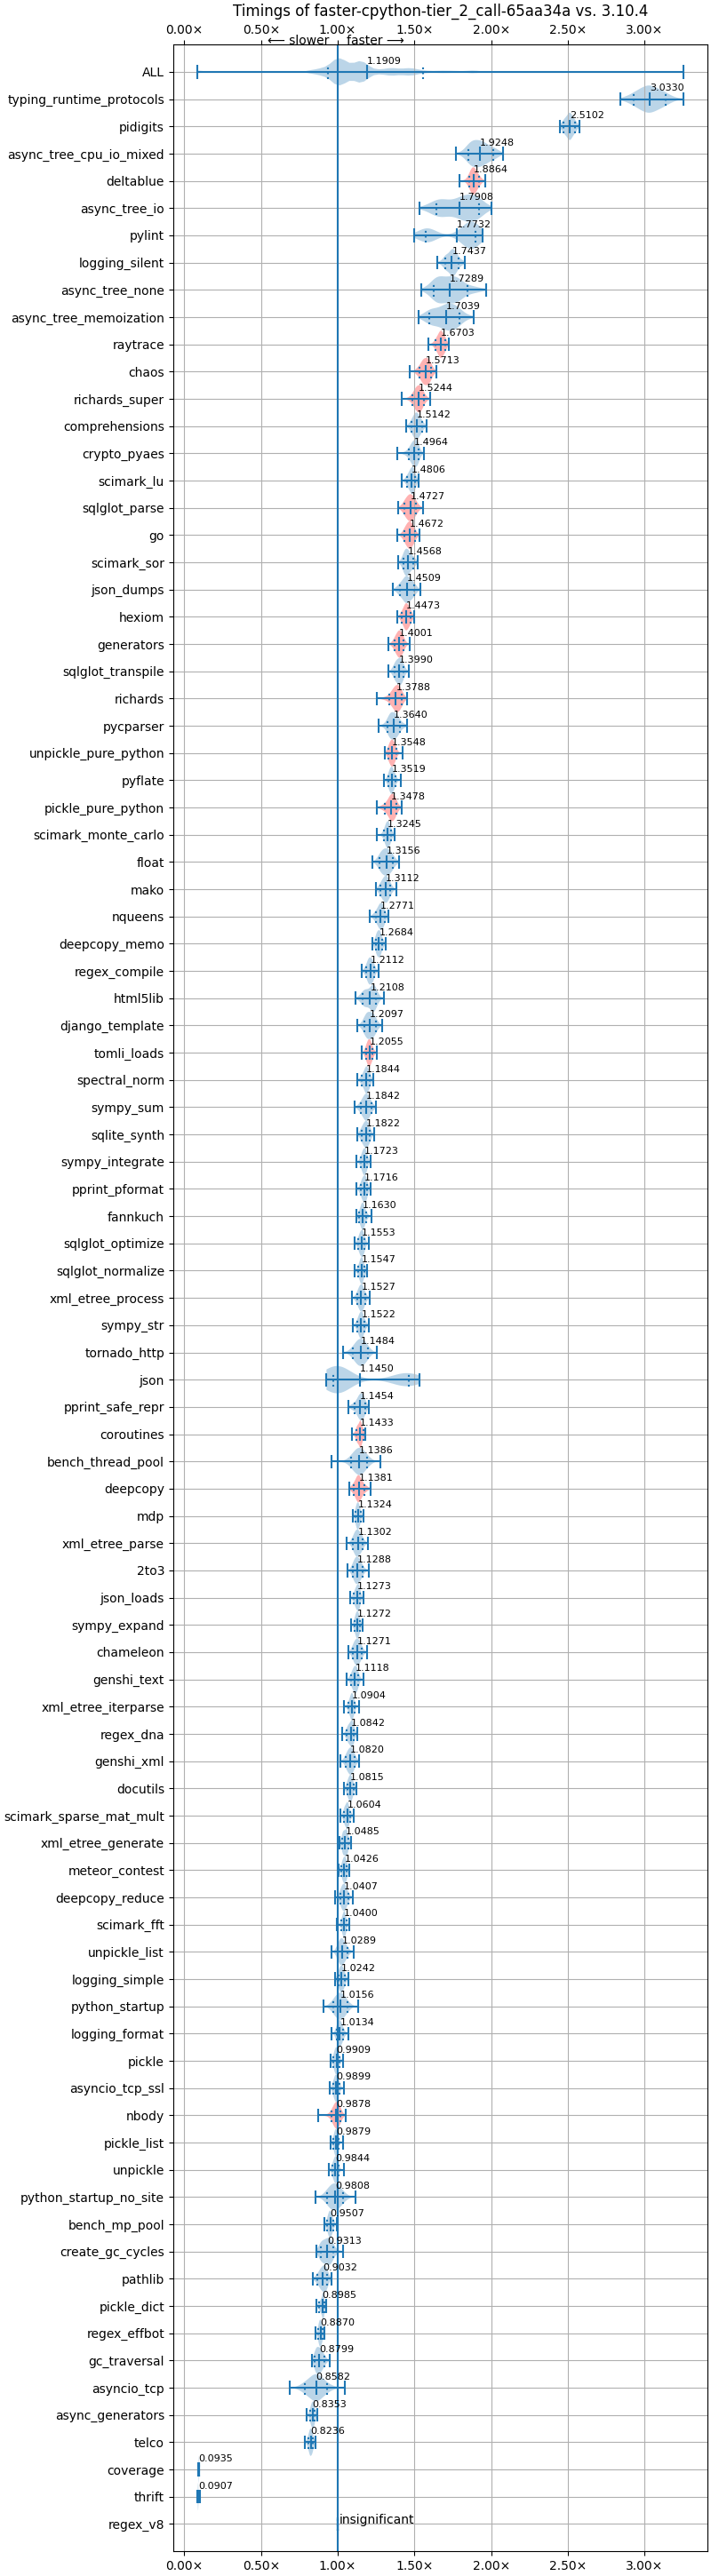 Timings of faster-cpython-tier_2_call-65aa34a vs. 3.10.4
0.00× 0.50× 1.00× 1.50× 2.00× 2.50× 3.00×
⟵ slower faster ⟶
ALL 1.1909
typing_runtime_protocols 3.0330
pidigits 2.5102
async_tree_cpu_io_mixed 1.9248
deltablue 1.8864
async_tree_io 1.7908
pylint 1.7732
logging_silent 1.7437
async_tree_none 1.7289
async_tree_memoization 1.7039
raytrace 1.6703
chaos 1.5713
richards_super 1.5244
comprehensions 1.5142
crypto_pyaes 1.4964
scimark_lu 1.4806
sqlglot_parse 1.4727
go 1.4672
scimark_sor 1.4568
json_dumps 1.4509
hexiom 1.4473
generators 1.4001
sqlglot_transpile 1.3990
richards 1.3788
pycparser 1.3640
unpickle_pure_python 1.3548
pyflate 1.3519
pickle_pure_python 1.3478
scimark_monte_carlo 1.3245
float 1.3156
mako 1.3112
nqueens 1.2771
deepcopy_memo 1.2684
regex_compile 1.2112
html5lib 1.2108
django_template 1.2097
tomli_loads 1.2055
spectral_norm 1.1844
sympy_sum 1.1842
sqlite_synth 1.1822
sympy_integrate 1.1723
pprint_pformat 1.1716
fannkuch 1.1630
sqlglot_optimize 1.1553
sqlglot_normalize 1.1547
xml_etree_process 1.1527
sympy_str 1.1522
tornado_http 1.1484
json 1.1450
pprint_safe_repr 1.1454
coroutines 1.1433
bench_thread_pool 1.1386
deepcopy 1.1381
mdp 1.1324
xml_etree_parse 1.1302
2to3 1.1288
json_loads 1.1273
sympy_expand 1.1272
chameleon 1.1271
genshi_text 1.1118
xml_etree_iterparse 1.0904
regex_dna 1.0842
genshi_xml 1.0820
docutils 1.0815
scimark_sparse_mat_mult 1.0604
xml_etree_generate 1.0485
meteor_contest 1.0426
deepcopy_reduce 1.0407
scimark_fft 1.0400
unpickle_list 1.0289
logging_simple 1.0242
python_startup 1.0156
logging_format 1.0134
pickle 0.9909
asyncio_tcp_ssl 0.9899
nbody 0.9878
pickle_list 0.9879
unpickle 0.9844
python_startup_no_site 0.9808
bench_mp_pool 0.9507
create_gc_cycles 0.9313
pathlib 0.9032
pickle_dict 0.8985
regex_effbot 0.8870
gc_traversal 0.8799
asyncio_tcp 0.8582
async_generators 0.8353
telco 0.8236
coverage 0.0935
thrift 0.0907
regex_v8 insignificant
0.00× 0.50× 1.00× 1.50× 2.00× 2.50× 3.00×